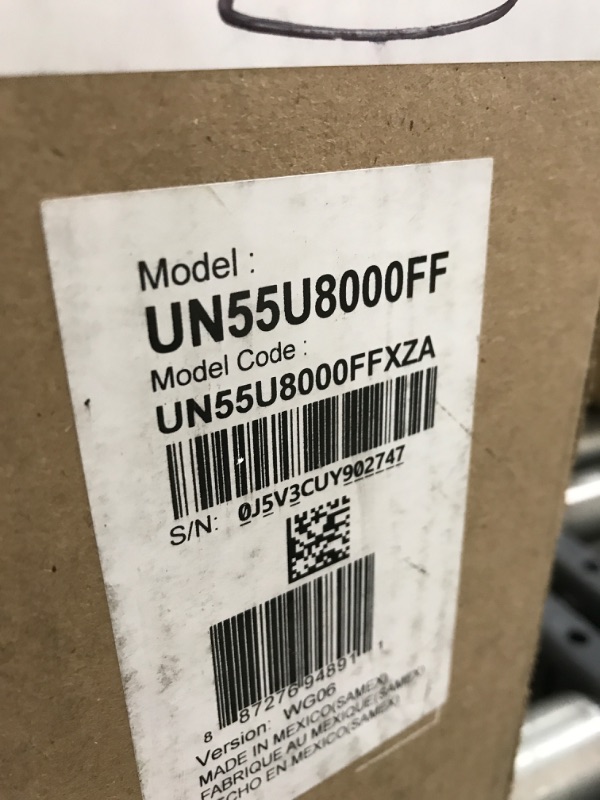 Model :
UN55U8000FF
Model Code :
UN55U8000FFXZA
S/N: 0J5V3CUY902747
8 87276 94891 1
Version: WG06
MADE IN MEXICO(SAMEX)
FABRIQUE AU MEXIQUE(SAMEX)
ECHO EN MEXICO(SAMEX)